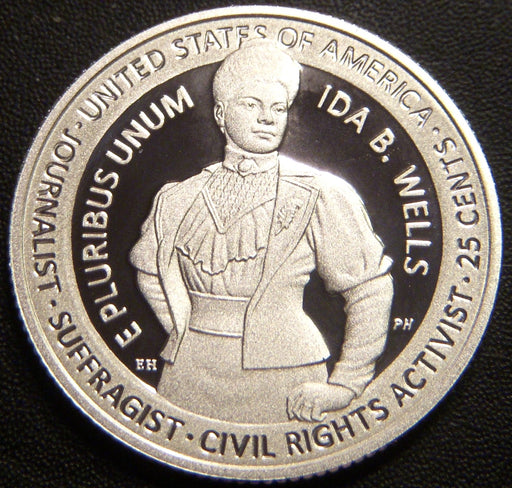 UNITED STATES OF AMERICA · 25 CENTS ·
JOURNALIST · SUFFRAGIST · CIVIL RIGHTS ACTIVIST ·
E PLURIBUS UNUM
IDA B. WELLS
EH
PH